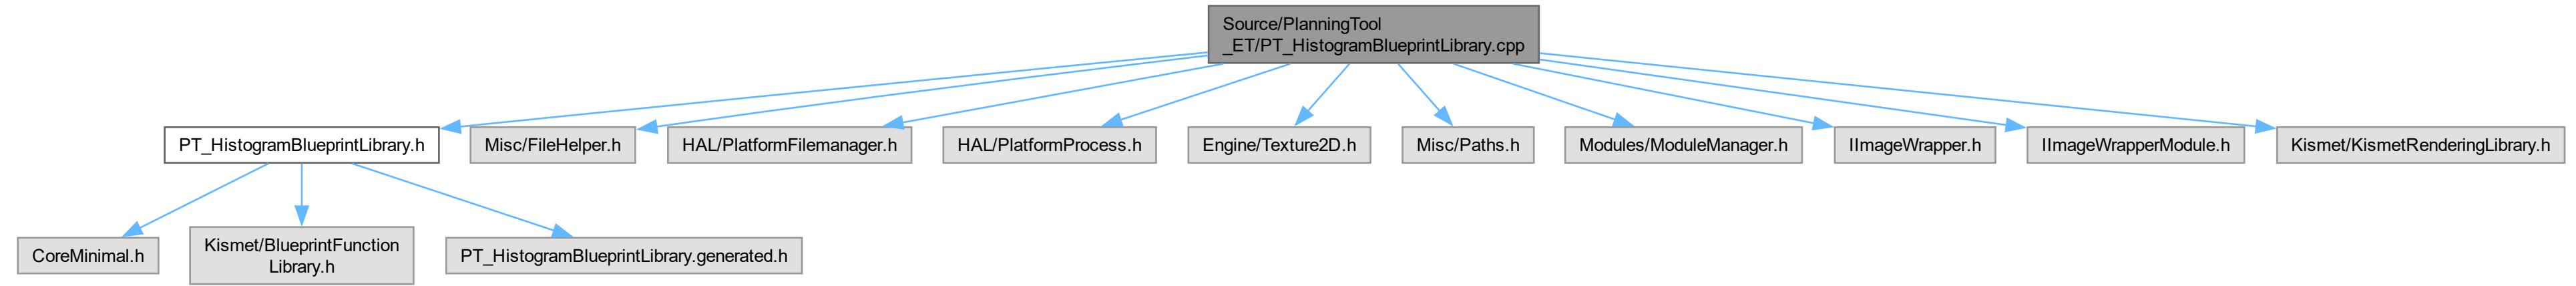 Source/PlanningTool
_ET/PT_HistogramBlueprintLibrary.cpp
PT_HistogramBlueprintLibrary.h
Misc/FileHelper.h
HAL/PlatformFilemanager.h
HAL/PlatformProcess.h
Engine/Texture2D.h
Misc/Paths.h
Modules/ModuleManager.h
IImageWrapper.h
IImageWrapperModule.h
Kismet/KismetRenderingLibrary.h
CoreMinimal.h
Kismet/BlueprintFunction
Library.h
PT_HistogramBlueprintLibrary.generated.h